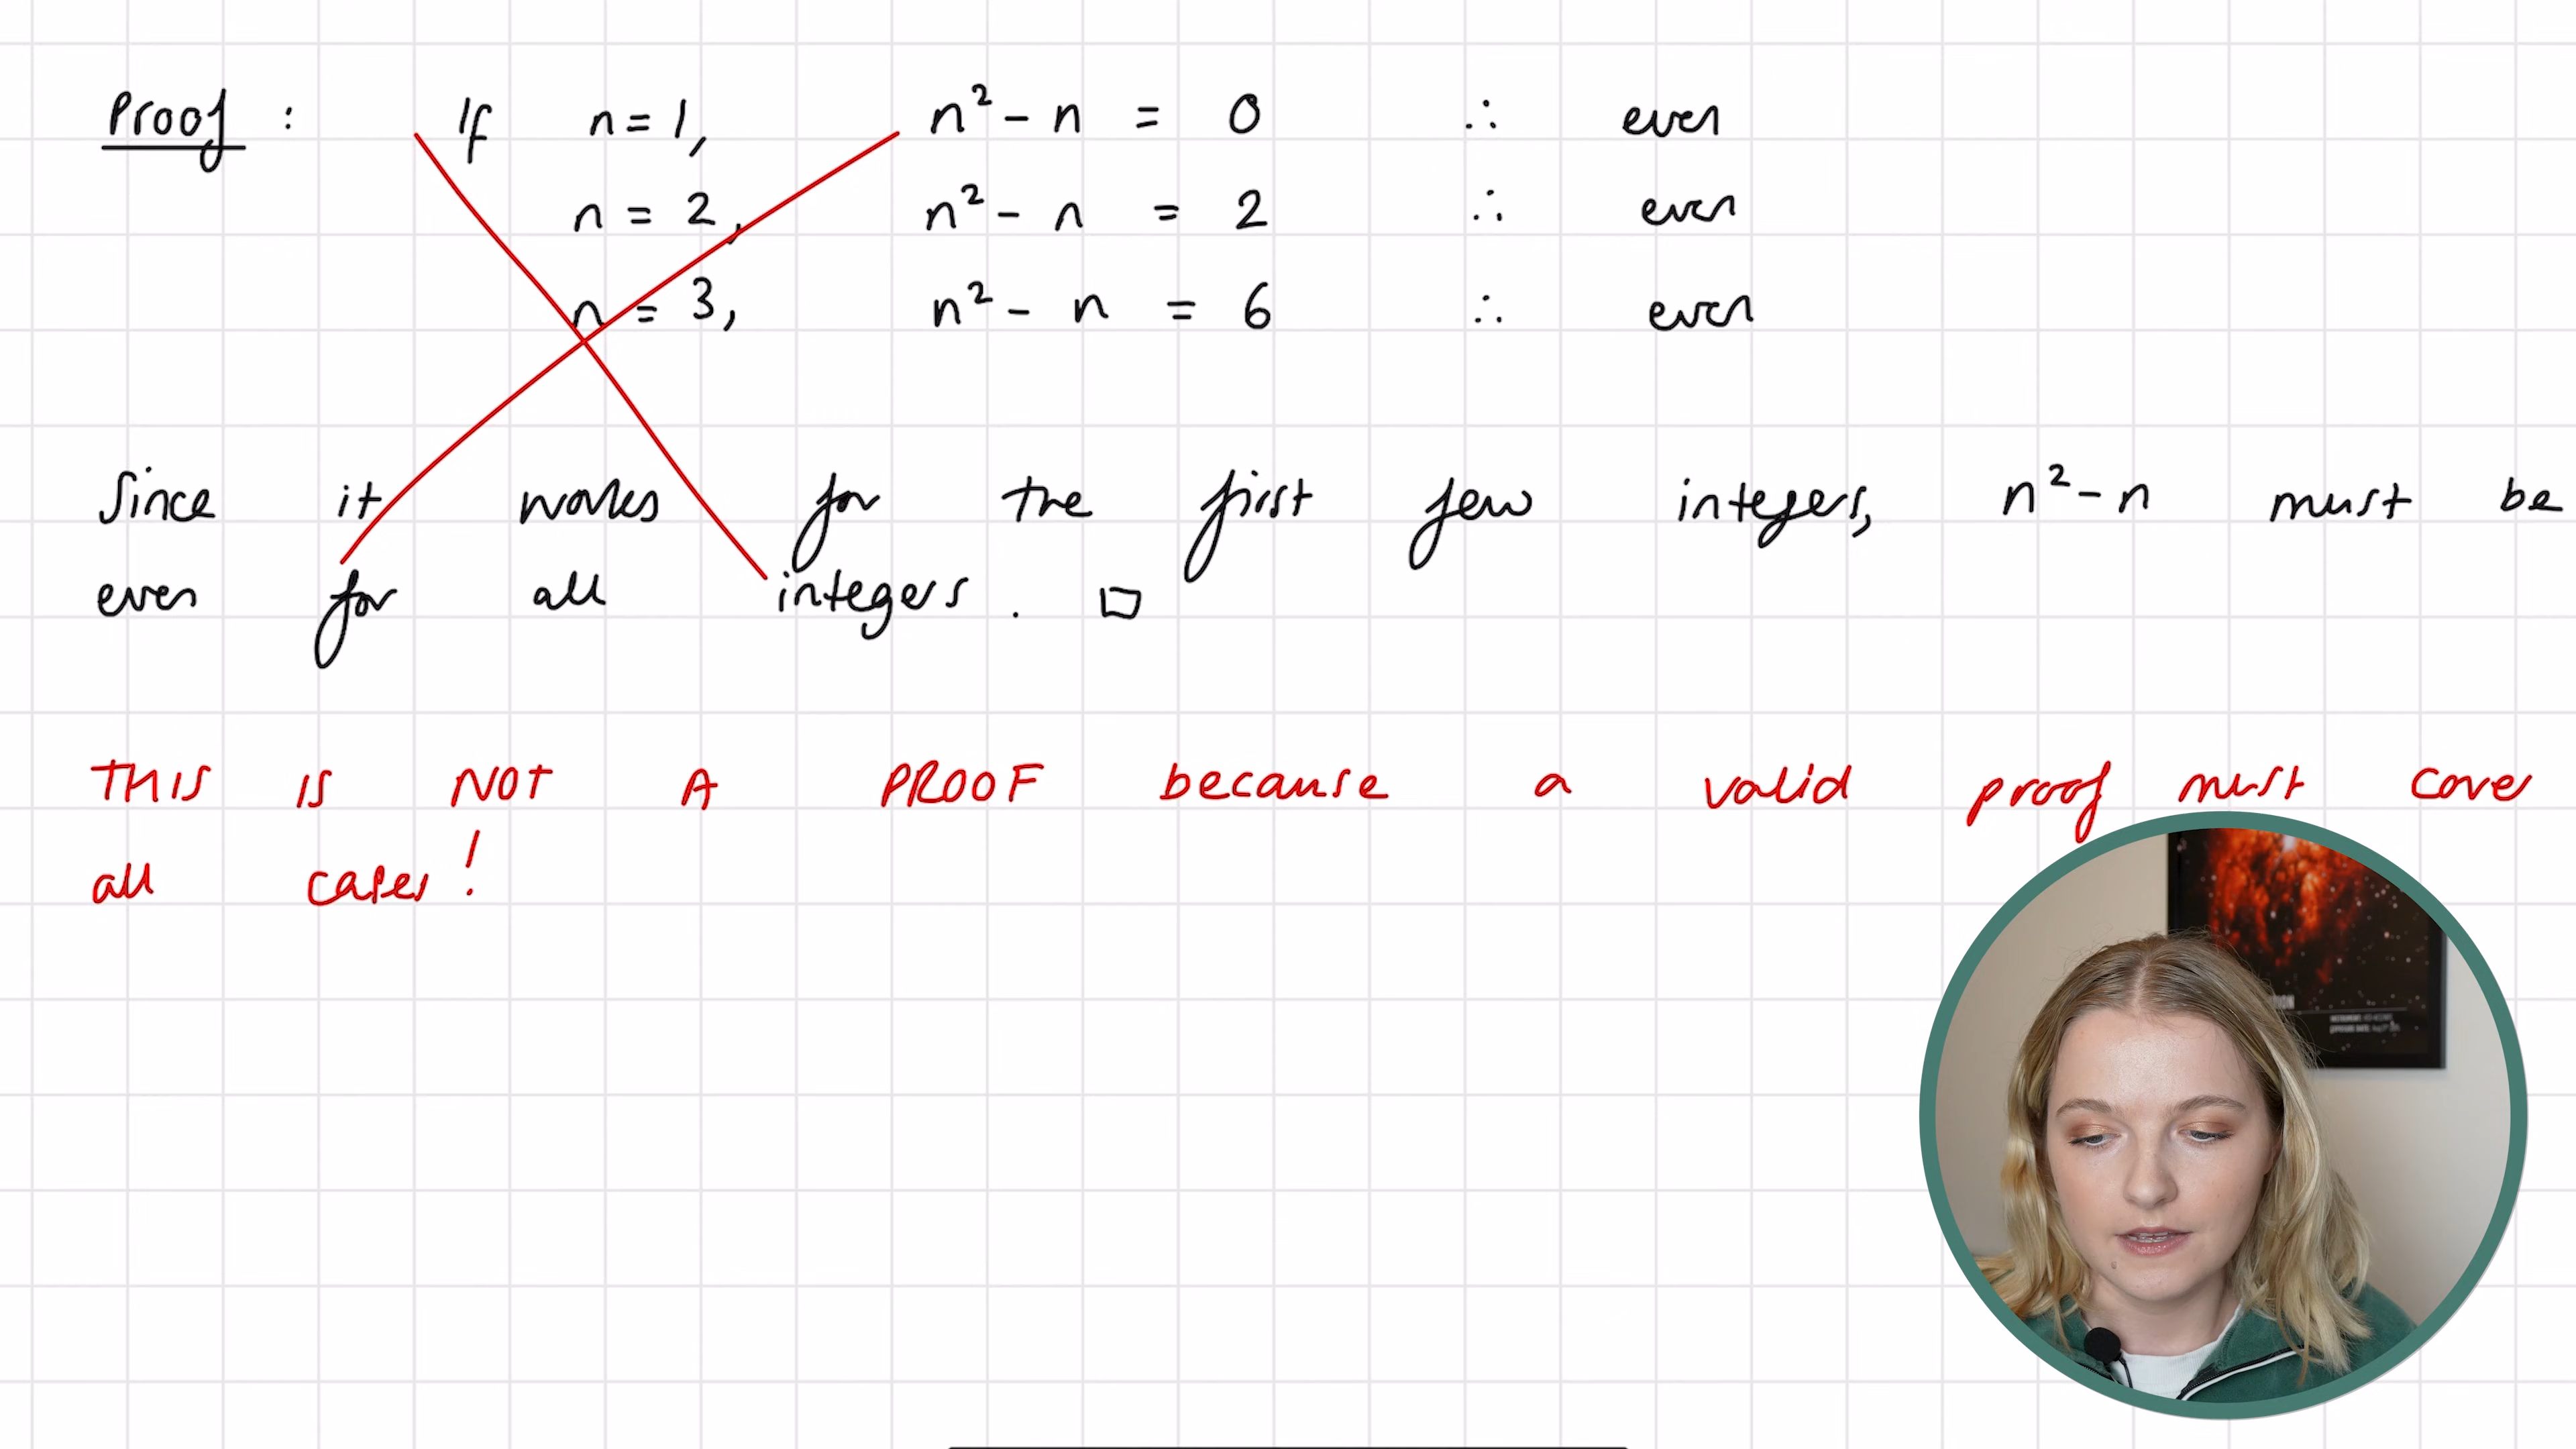 Proof : If n = 1, n² - n = 0 ∴ even
n = 2, n² - n = 2 ∴ even
n = 3, n² - n = 6 ∴ even
Since it works for the first few integers, n² - n must be
even for all integers. □
THIS IS NOT A PROOF because a valid proof must cover
all cases!